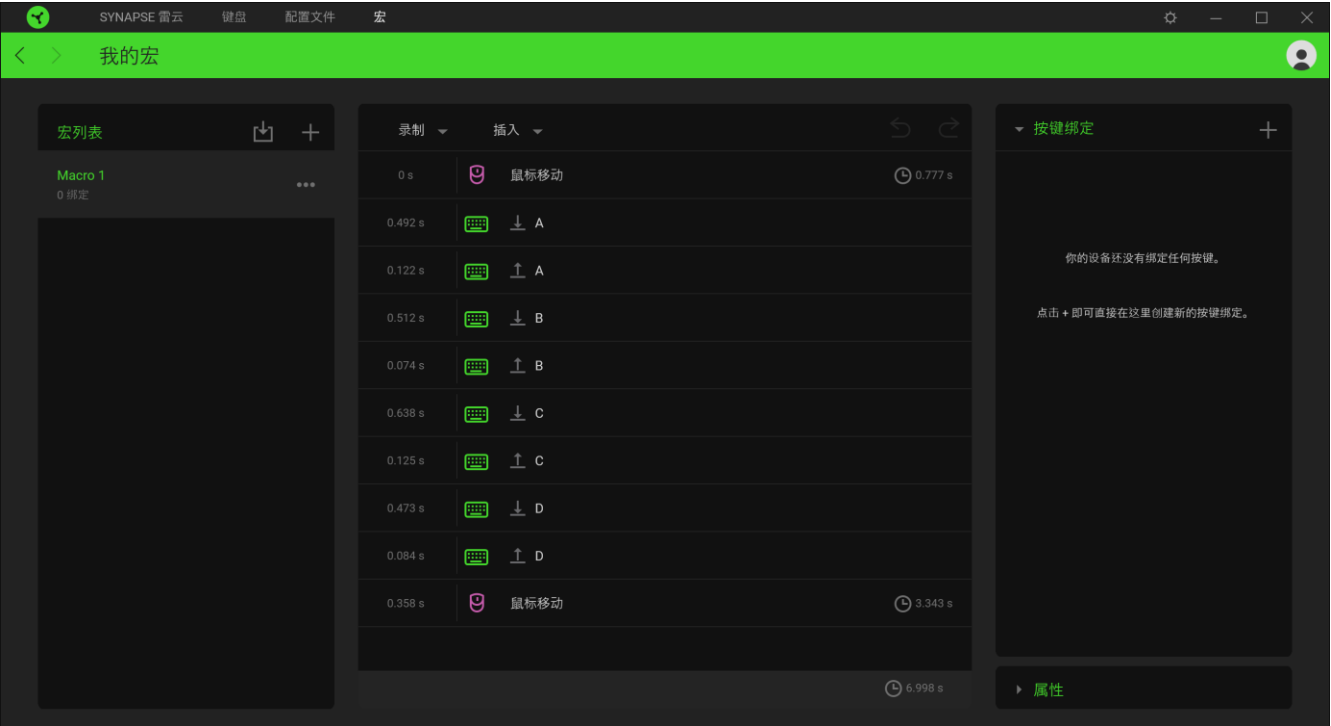 SYNAPSE 雷云 键盘 配置文件 宏
我的宏
宏列表
Macro 1
0 绑定
录制 插入
0 s 鼠标移动 0.777 s
0.492 s A
0.122 s A
0.512 s B
0.074 s B
0.638 s C
0.125 s C
0.473 s D
0.084 s D
0.358 s 鼠标移动 3.343 s
6.998 s
按键绑定
你的设备还没有绑定任何按键。
点击 + 即可直接在这里创建新的按键绑定。
属性